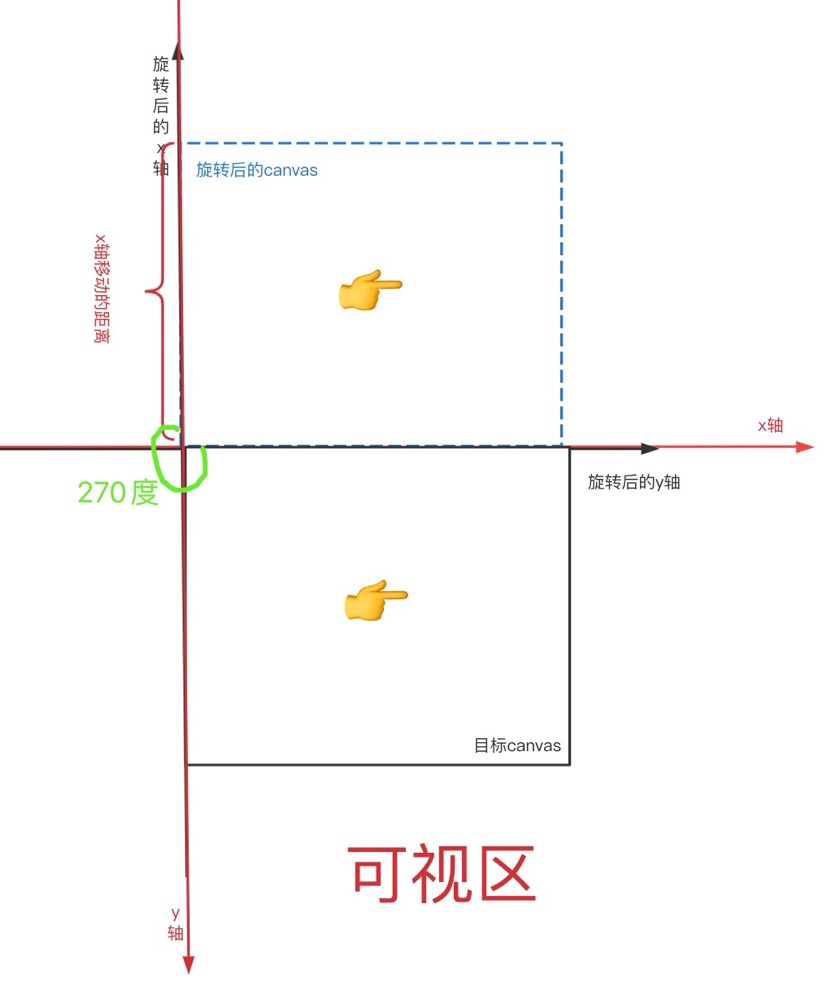 旋转后的x轴
旋转后的canvas
x轴移动的距离
x轴
旋转后的y轴
270度
目标canvas
可视区
y轴